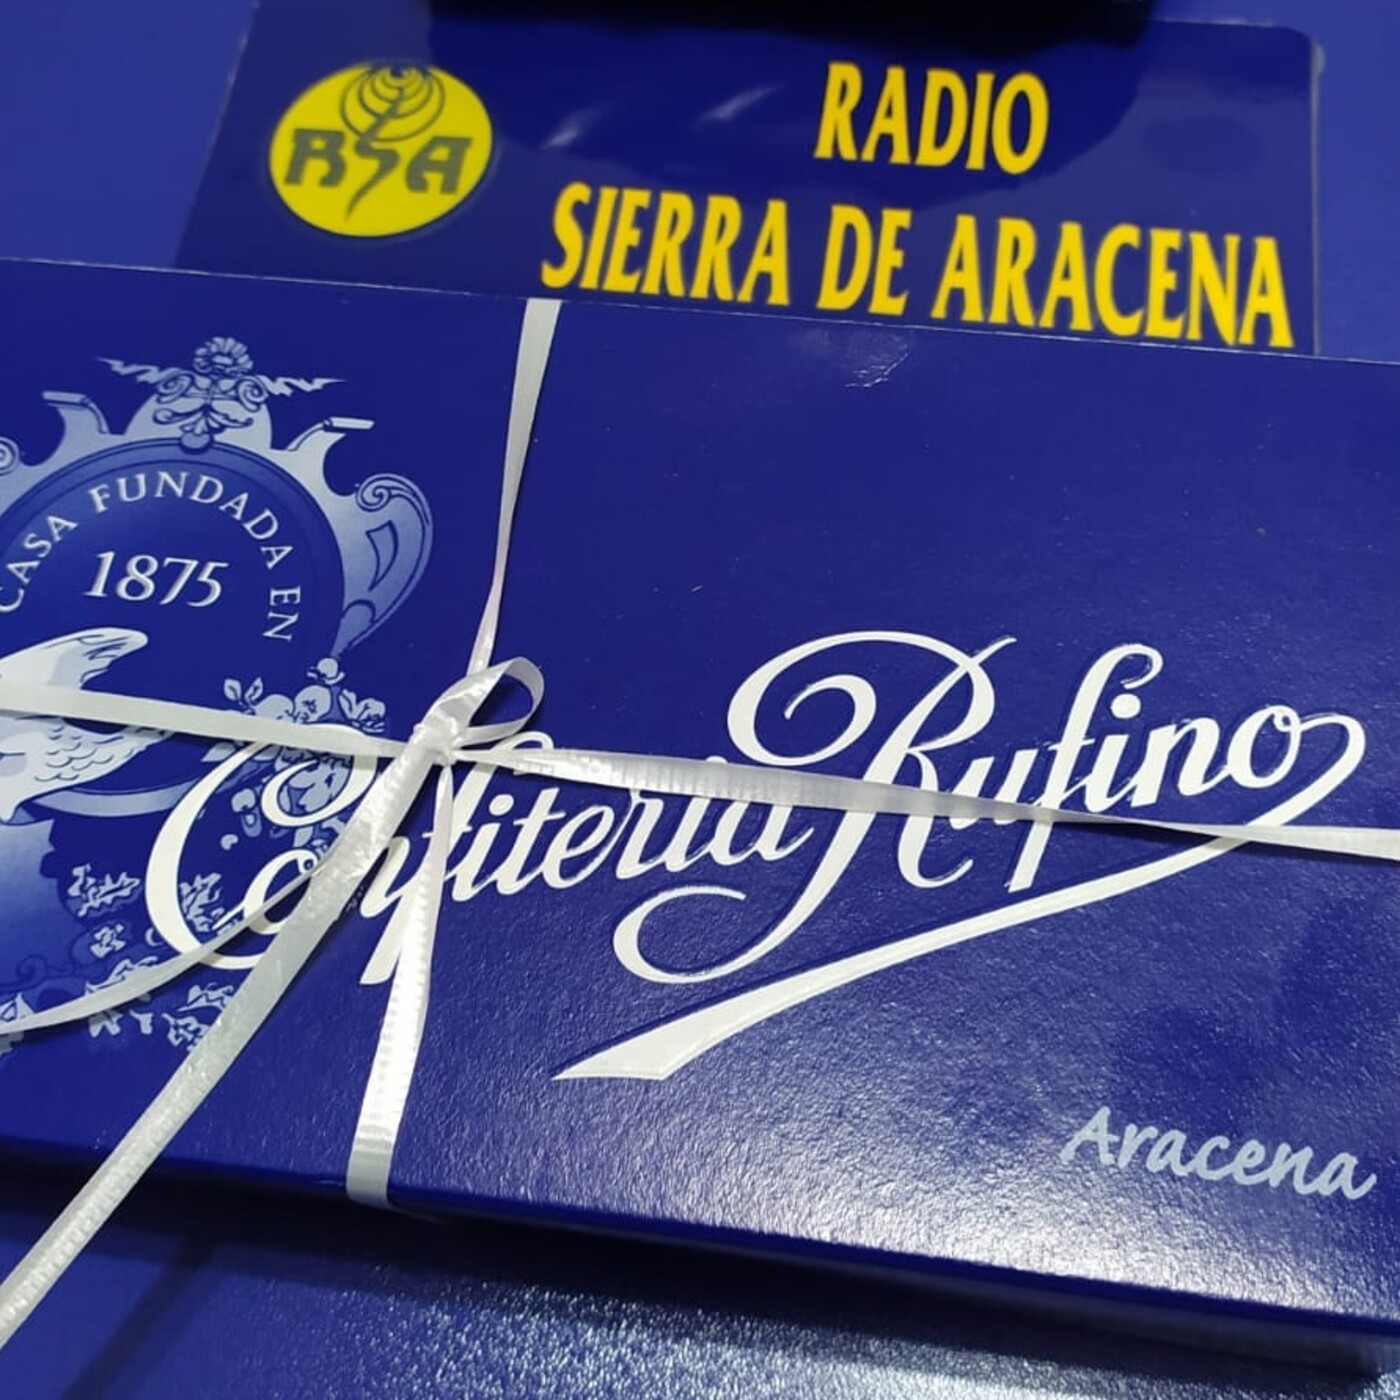 RSA
RADIO
SIERRA DE ARACENA
CASA FUNDADA EN
1875
Confitería Rufino
Aracena